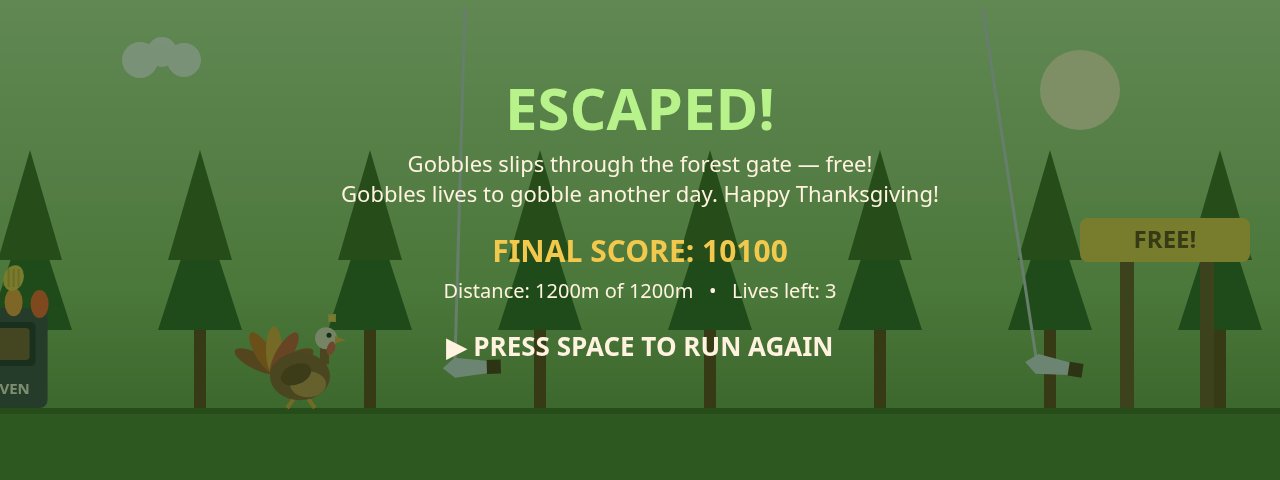 ESCAPED!
Gobbles slips through the forest gate — free!
Gobbles lives to gobble another day. Happy Thanksgiving!
FREE!
FINAL SCORE: 10100
Distance: 1200m of 1200m • Lives left: 3
▶ PRESS SPACE TO RUN AGAIN
VEN